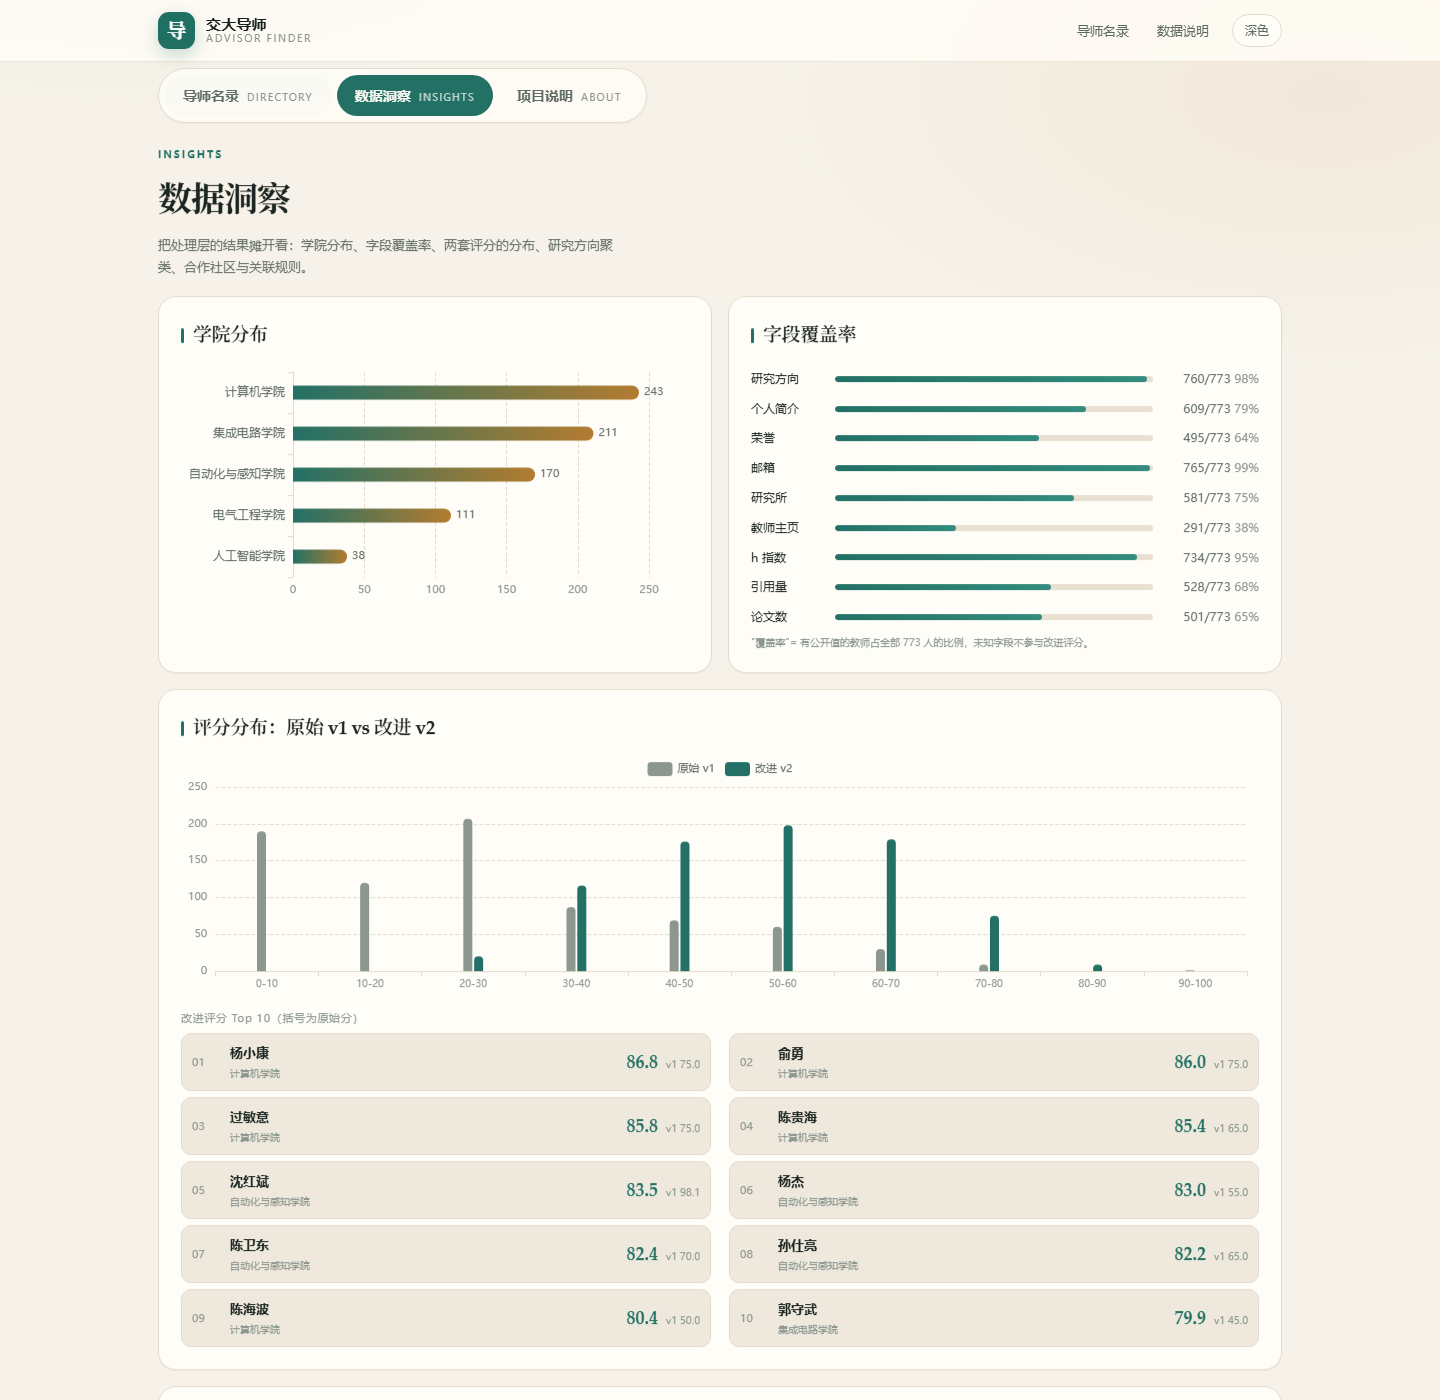 导
交大导师
ADVISOR FINDER
导师名录
数据说明
深色
导师名录 DIRECTORY
数据洞察 INSIGHTS
项目说明 ABOUT
INSIGHTS
数据洞察
把处理层的结果摊开看：学院分布、字段覆盖率、两套评分的分布、研究方向聚
类、合作社区与关联规则。
学院分布
计算机学院 243
集成电路学院 211
自动化与感知学院 170
电气工程学院 111
人工智能学院 38
0 50 100 150 200 250
字段覆盖率
研究方向 760/773 98%
个人简介 609/773 79%
荣誉 495/773 64%
邮箱 765/773 99%
研究所 581/773 75%
教师主页 291/773 38%
h 指数 734/773 95%
引用量 528/773 68%
论文数 501/773 65%
"覆盖率"= 有公开值的教师占全部 773 人的比例，未知字段不参与改进评分。
评分分布：原始 v1 vs 改进 v2
原始 v1 改进 v2
250
200
150
100
50
0
0-10 10-20 20-30 30-40 40-50 50-60 60-70 70-80 80-90 90-100
改进评分 Top 10（括号为原始分）
01 杨小康 86.8 v1 75.0
计算机学院
02 俞勇 86.0 v1 75.0
计算机学院
03 过敏意 85.8 v1 75.0
计算机学院
04 陈贵海 85.4 v1 65.0
计算机学院
05 沈红斌 83.5 v1 98.1
自动化与感知学院
06 杨杰 83.0 v1 55.0
自动化与感知学院
07 陈卫东 82.4 v1 70.0
自动化与感知学院
08 孙仕亮 82.2 v1 65.0
自动化与感知学院
09 陈海波 80.4 v1 50.0
计算机学院
10 郭守武 79.9 v1 45.0
集成电路学院